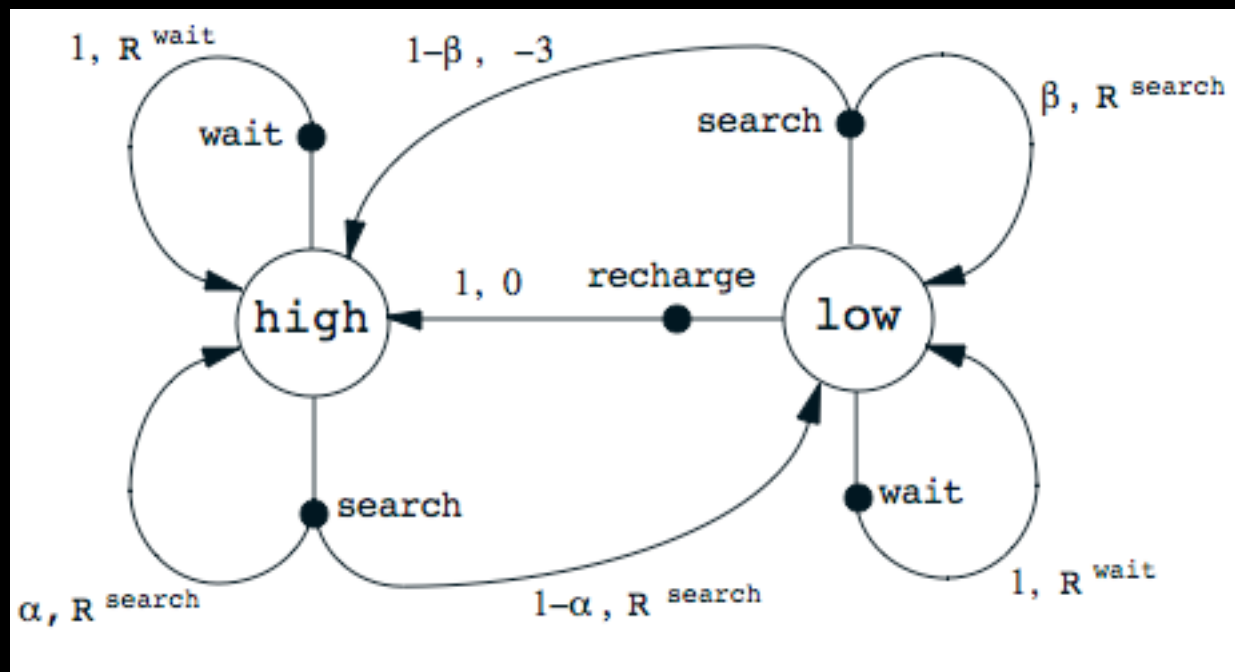 1, R wait
1−β , −3
β , R search
wait
search
1, 0
recharge
high
low
search
wait
α, R search
1−α , R search
1, R wait